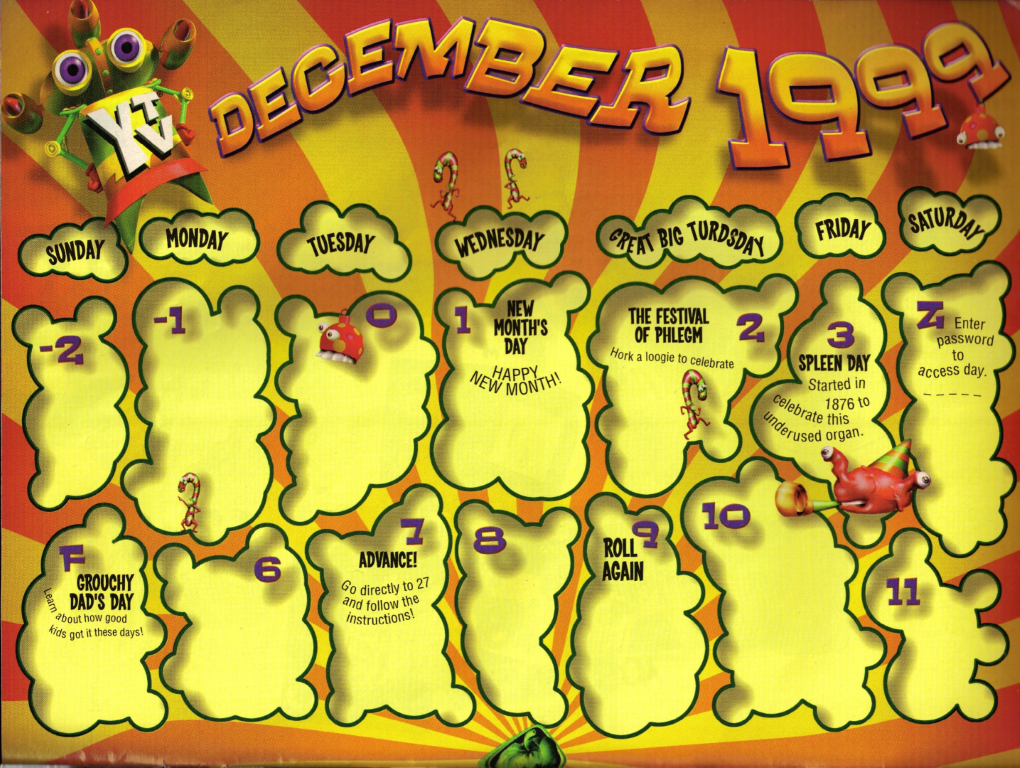 YTV
DECEMBER 1999
SUNDAY
MONDAY
TUESDAY
WEDNESDAY
GREAT BIG TURDSDAY
FRIDAY
SATURDAY
-2
-1
0
1
NEW
MONTH'S
DAY
HAPPY
NEW MONTH!
THE FESTIVAL
OF PHLEGM
2
Hork a loogie to celebrate
3
SPLEEN DAY
Started in
1876 to
celebrate this
underused organ.
Z
Enter
password
to
access day.
_ _ _ _ _ _
F
GROUCHY
DAD'S DAY
Learn about how good
kids got it these days!
6
7
ADVANCE!
Go directly to 27
and follow the
instructions!
8
9
ROLL
AGAIN
10
11